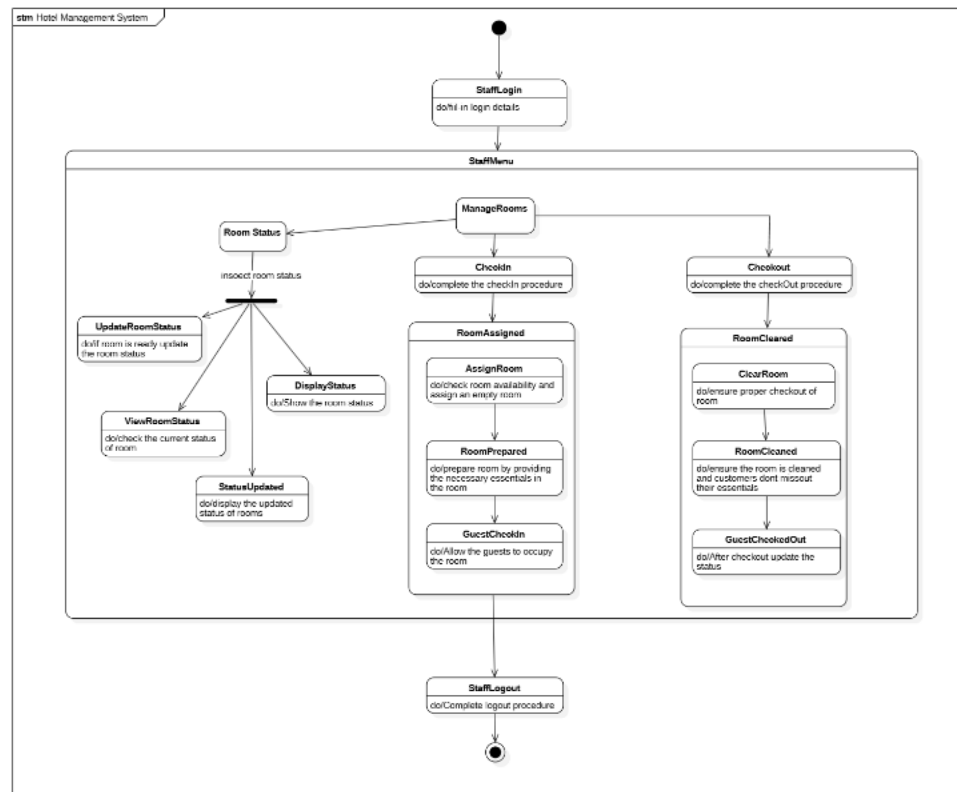 stm Hotel Management System
StaffLogin
do/fill in login details
StaffMenu
ManageRooms
Room Status
insoect room status
CheckIn
do/complete the checkIn procedure
Checkout
do/complete the checkOut procedure
UpdateRoomStatus
do/if room is ready update
the room status
DisplayStatus
do/Show the room status
ViewRoomStatus
do/check the current status
of room
StatusUpdated
do/display the updated
status of rooms
RoomAssigned
AssignRoom
do/check room availability and
assign an empty room
RoomPrepared
do/prepare room by providing
the necessary essentials in
the room
GuestCheckIn
do/Allow the guests to occupy
the room
RoomCleared
ClearRoom
do/ensure proper checkout of
room
RoomCleaned
do/ensure the room is cleaned
and customers dont missout
their essentials
GuestCheckedOut
do/After checkout update the
status
StaffLogout
do/Complete logout procedure